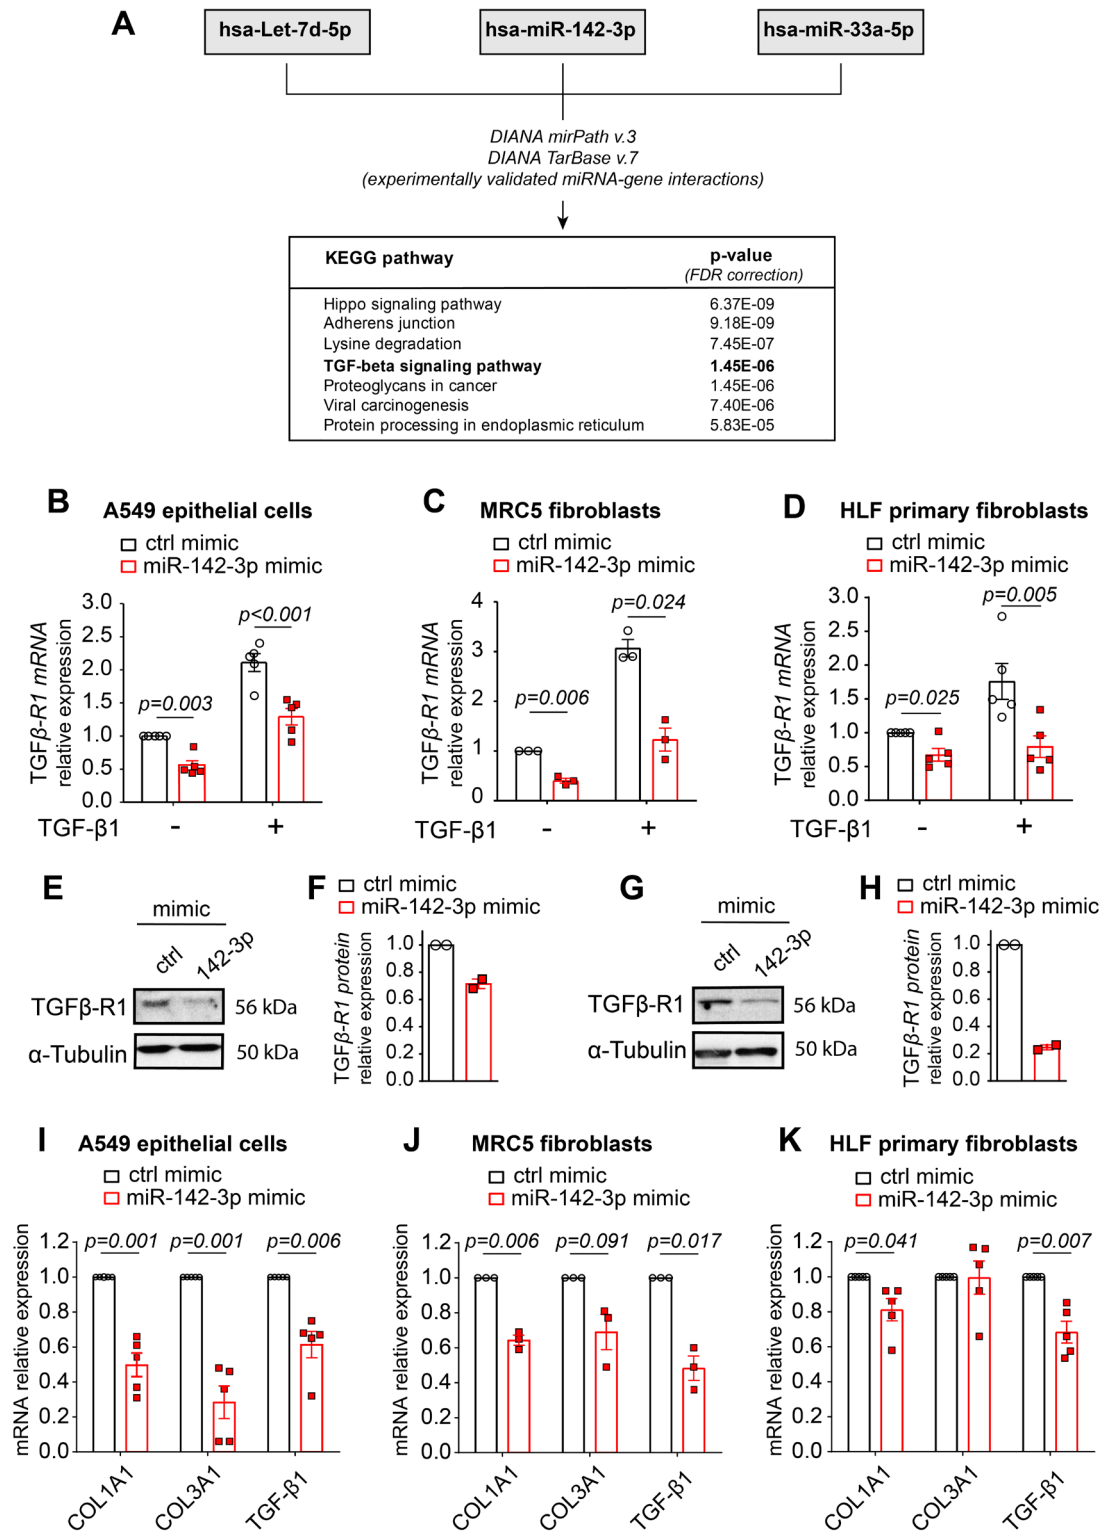 A
hsa-Let-7d-5p
hsa-miR-142-3p
hsa-miR-33a-5p
DIANA mirPath v.3
DIANA TarBase v.7
(experimentally validated miRNA-gene interactions)
KEGG pathway p-value
(FDR correction)
Hippo signaling pathway 6.37E-09
Adherens junction 9.18E-09
Lysine degradation 7.45E-07
TGF-beta signaling pathway 1.45E-06
Proteoglycans in cancer 1.45E-06
Viral carcinogenesis 7.40E-06
Protein processing in endoplasmic reticulum 5.83E-05
B A549 epithelial cells
ctrl mimic
miR-142-3p mimic
TGFβ-R1 mRNA
relative expression
3.0
2.5
2.0
1.5
1.0
0.5
0.0
p=0.003
p<0.001
TGF-β1 - +
C MRC5 fibroblasts
ctrl mimic
miR-142-3p mimic
TGFβ-R1 mRNA
relative expression
4
3
2
1
0
p=0.006
p=0.024
TGF-β1 - +
D HLF primary fibroblasts
ctrl mimic
miR-142-3p mimic
TGFβ-R1 mRNA
relative expression
3.0
2.5
2.0
1.5
1.0
0.5
0.0
p=0.025
p=0.005
TGF-β1 - +
E
mimic
ctrl 142-3p
TGFβ-R1 56 kDa
α-Tubulin 50 kDa
F
ctrl mimic
miR-142-3p mimic
TGFβ-R1 protein
relative expression
1.0
0.8
0.6
0.4
0.2
0.0
G
mimic
ctrl 142-3p
TGFβ-R1 56 kDa
α-Tubulin 50 kDa
H
ctrl mimic
miR-142-3p mimic
TGFβ-R1 protein
relative expression
1.0
0.8
0.6
0.4
0.2
0.0
I A549 epithelial cells
ctrl mimic
miR-142-3p mimic
mRNA relative expression
1.2
1.0
0.8
0.6
0.4
0.2
0.0
p=0.001 p=0.001 p=0.006
COL1A1 COL3A1 TGF-β1
J MRC5 fibroblasts
ctrl mimic
miR-142-3p mimic
mRNA relative expression
1.2
1.0
0.8
0.6
0.4
0.2
0.0
p=0.006 p=0.091 p=0.017
COL1A1 COL3A1 TGF-β1
K HLF primary fibroblasts
ctrl mimic
miR-142-3p mimic
mRNA relative expression
1.2
1.0
0.8
0.6
0.4
0.2
0.0
p=0.041 p=0.007
COL1A1 COL3A1 TGF-β1